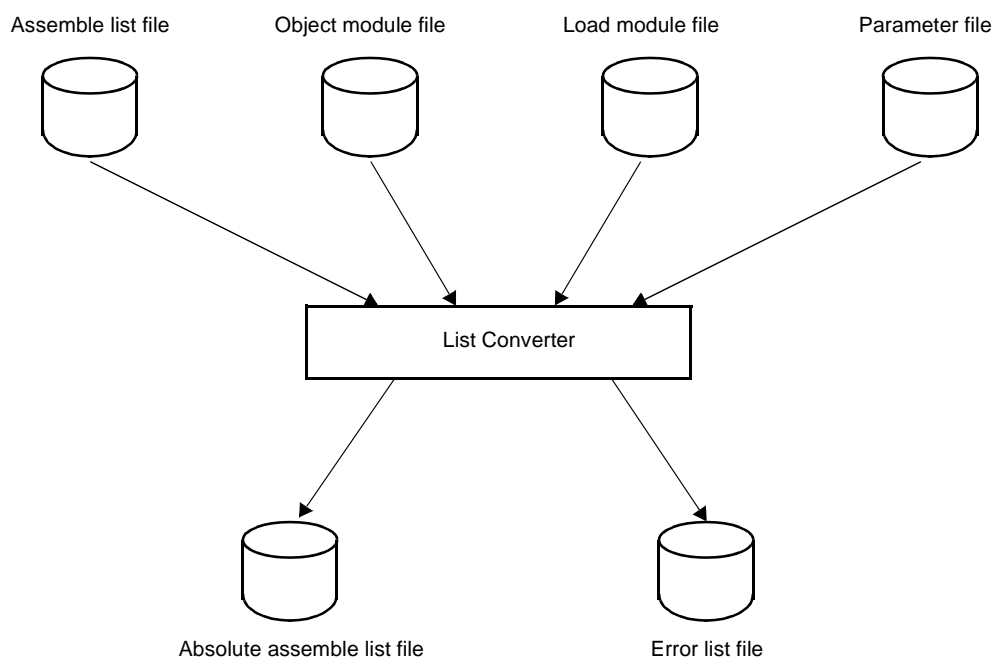 Assemble list file
Object module file
Load module file
Parameter file
List Converter
Absolute assemble list file
Error list file